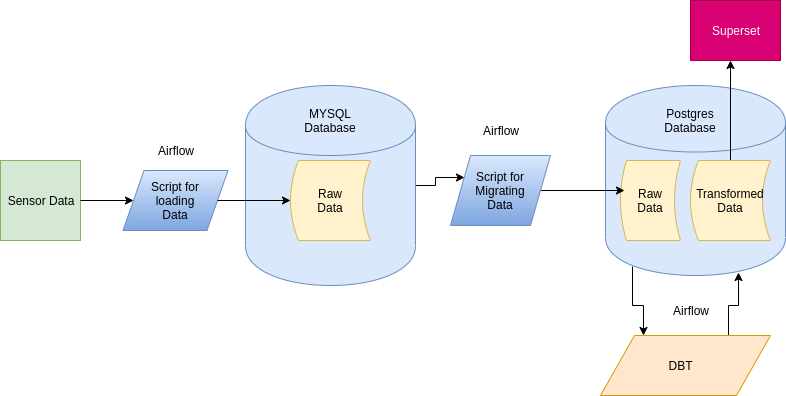 Superset
MYSQL
Database
Postgres
Database
Airflow
Airflow
Sensor Data
Script for
loading
Data
Raw
Data
Script for
Migrating
Data
Raw
Data
Transformed
Data
Airflow
DBT